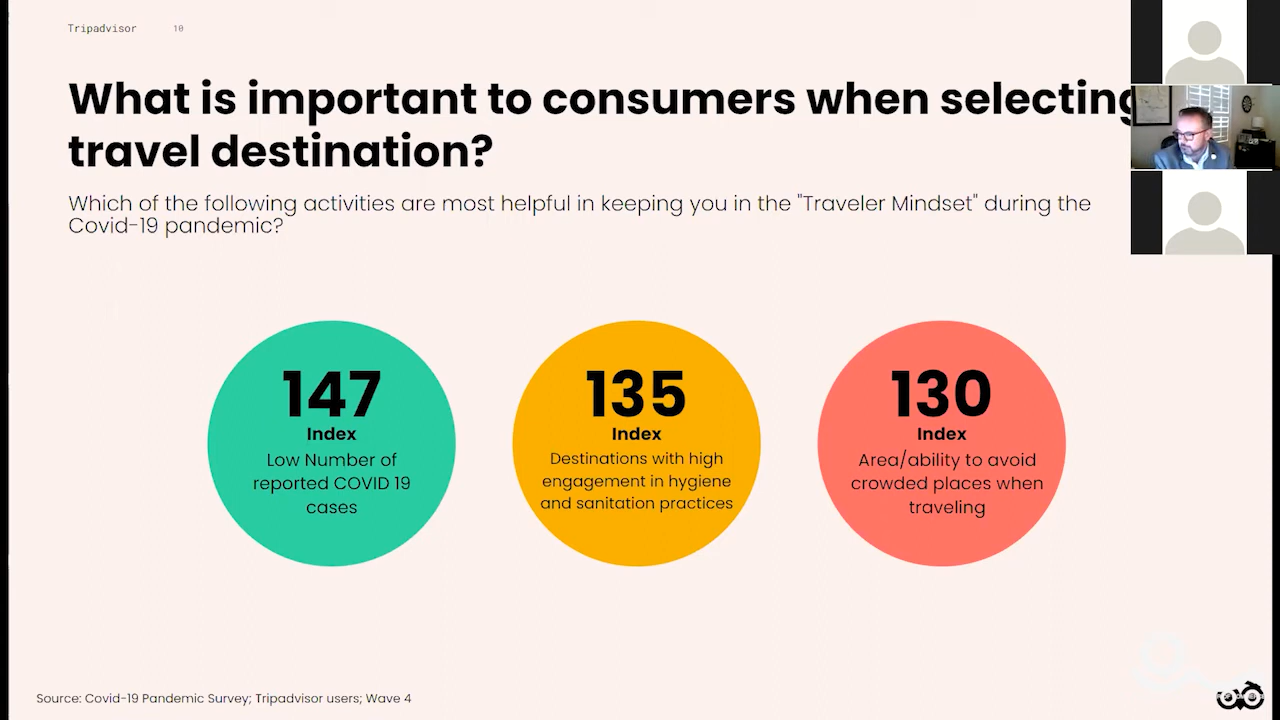 Tripadvisor 10
What is important to consumers when selecting
travel destination?
Which of the following activities are most helpful in keeping you in the "Traveler Mindset" during the
Covid-19 pandemic?
147
Index
Low Number of
reported COVID 19
cases
135
Index
Destinations with high
engagement in hygiene
and sanitation practices
130
Index
Area/ability to avoid
crowded places when
traveling
Source: Covid-19 Pandemic Survey; Tripadvisor users; Wave 4